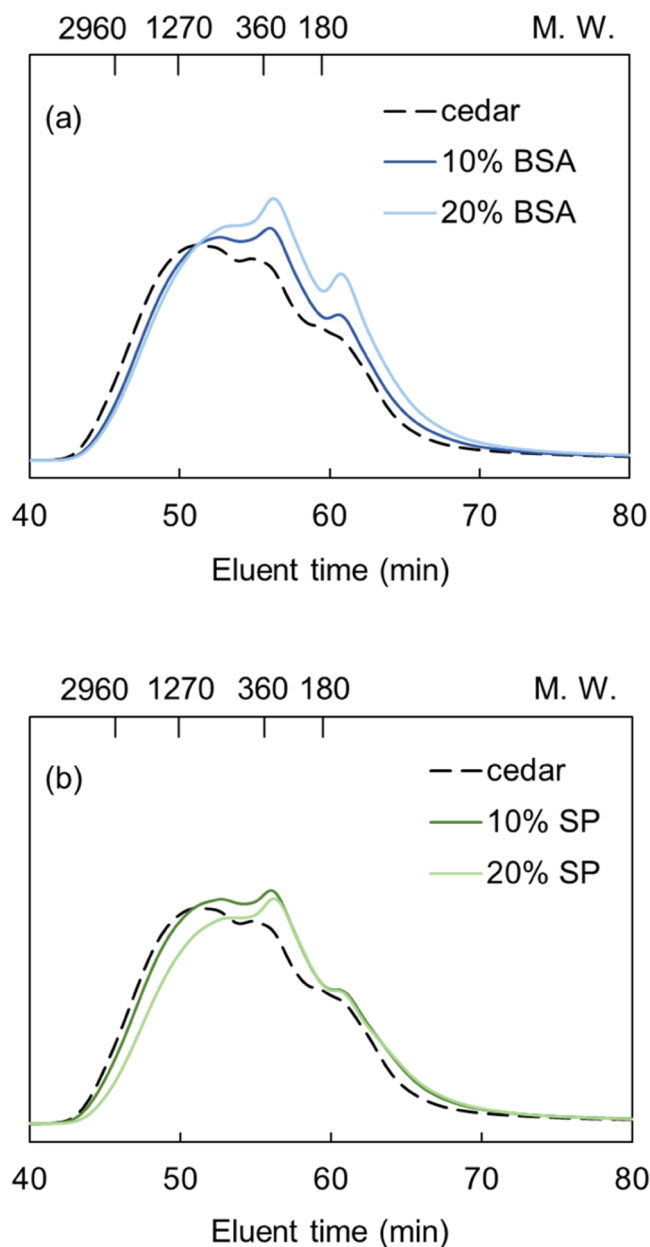 2960 1270 360 180 M. W.
(a)
cedar
10% BSA
20% BSA
40 50 60 70 80
Eluent time (min)
2960 1270 360 180 M. W.
(b)
cedar
10% SP
20% SP
40 50 60 70 80
Eluent time (min)